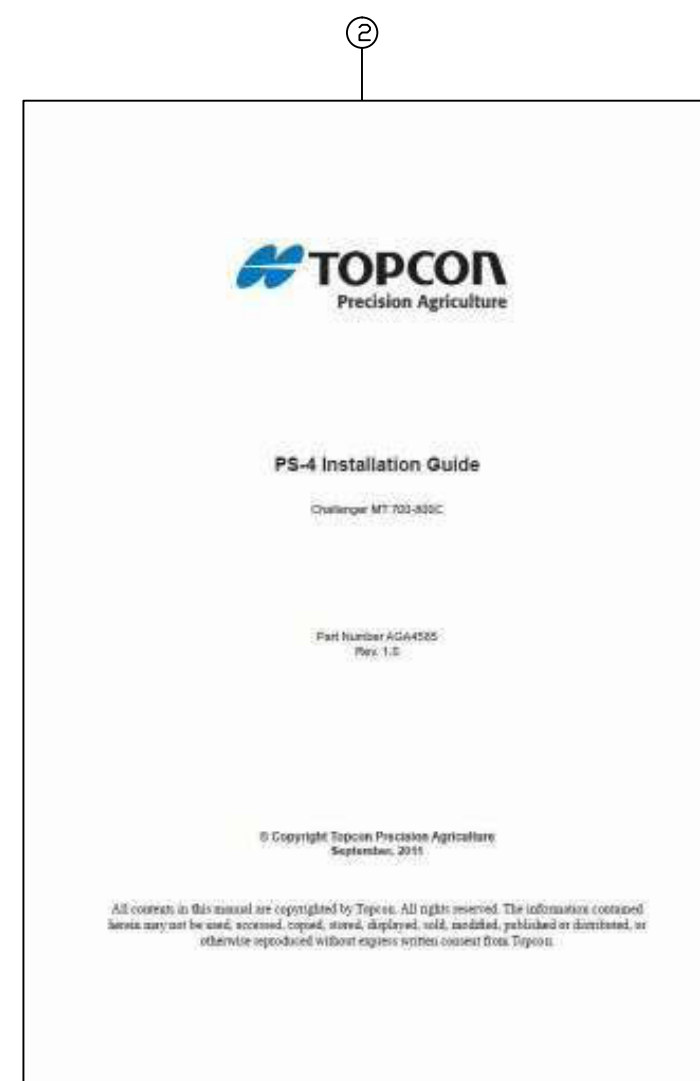 2
TOPCON
Precision Agriculture
PS-4 Installation Guide
Challenger MT 700-800C
Part Number AGA4585
Rev. 1.0
© Copyright Topcon Precision Agriculture
September, 2011
All contents in this manual are copyrighted by Topcon. All rights reserved. The information contained
herein may not be used, accessed, copied, stored, displayed, sold, modified, published or distributed, or
otherwise reproduced without express written consent from Topcon.